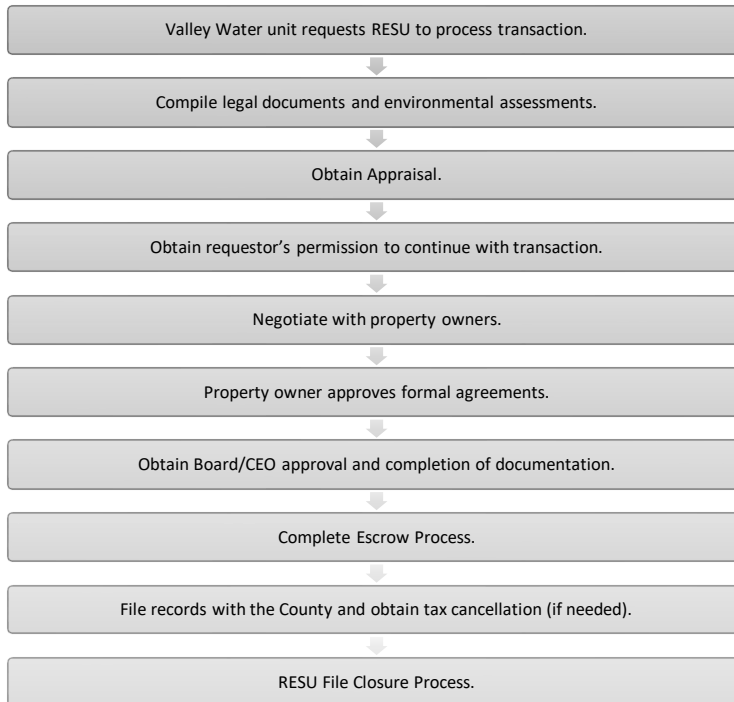 Valley Water unit requests RESU to process transaction.
Compile legal documents and environmental assessments.
Obtain Appraisal.
Obtain requestor’s permission to continue with transaction.
Negotiate with property owners.
Property owner approves formal agreements.
Obtain Board/CEO approval and completion of documentation.
Complete Escrow Process.
File records with the County and obtain tax cancellation (if needed).
RESU File Closure Process.